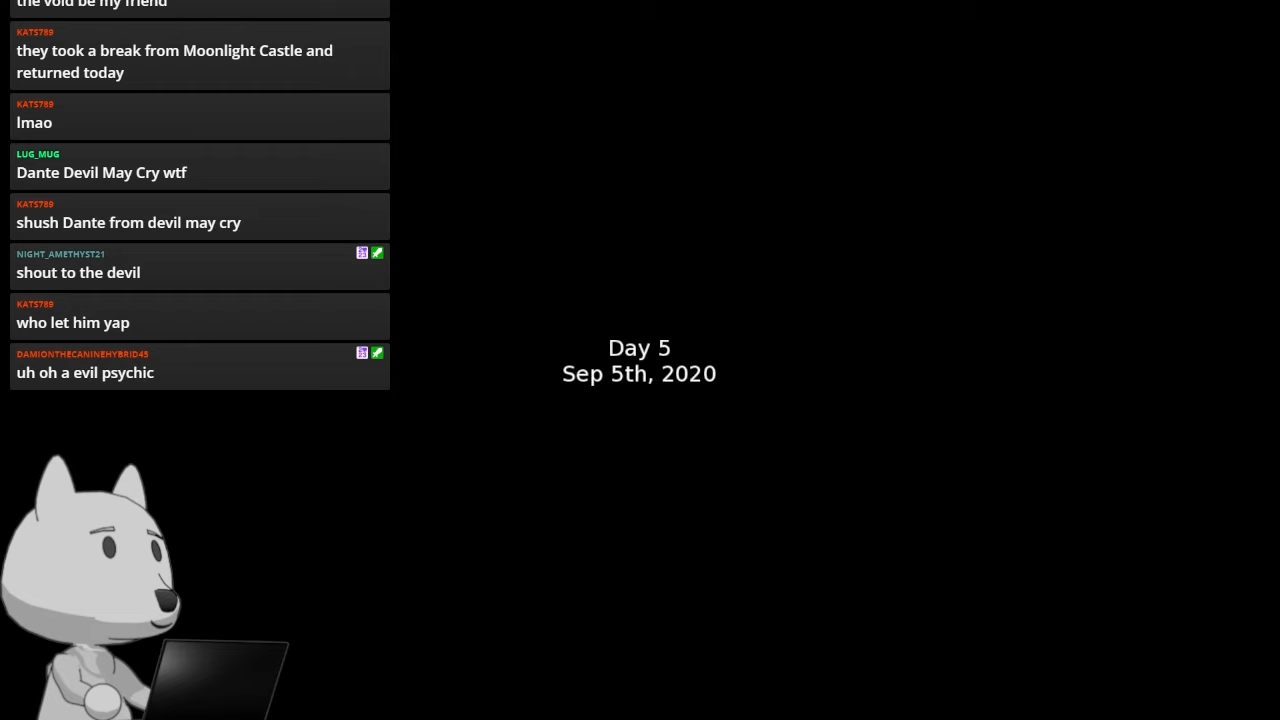 the void be my friend
KATS789
they took a break from Moonlight Castle and
returned today
KATS789
lmao
LUG_MUG
Dante Devil May Cry wtf
KATS789
shush Dante from devil may cry
NIGHT_AMETHYST21
shout to the devil
KATS789
who let him yap
DAMIONTHECANINEHYBRID45
uh oh a evil psychic
Day 5
Sep 5th, 2020